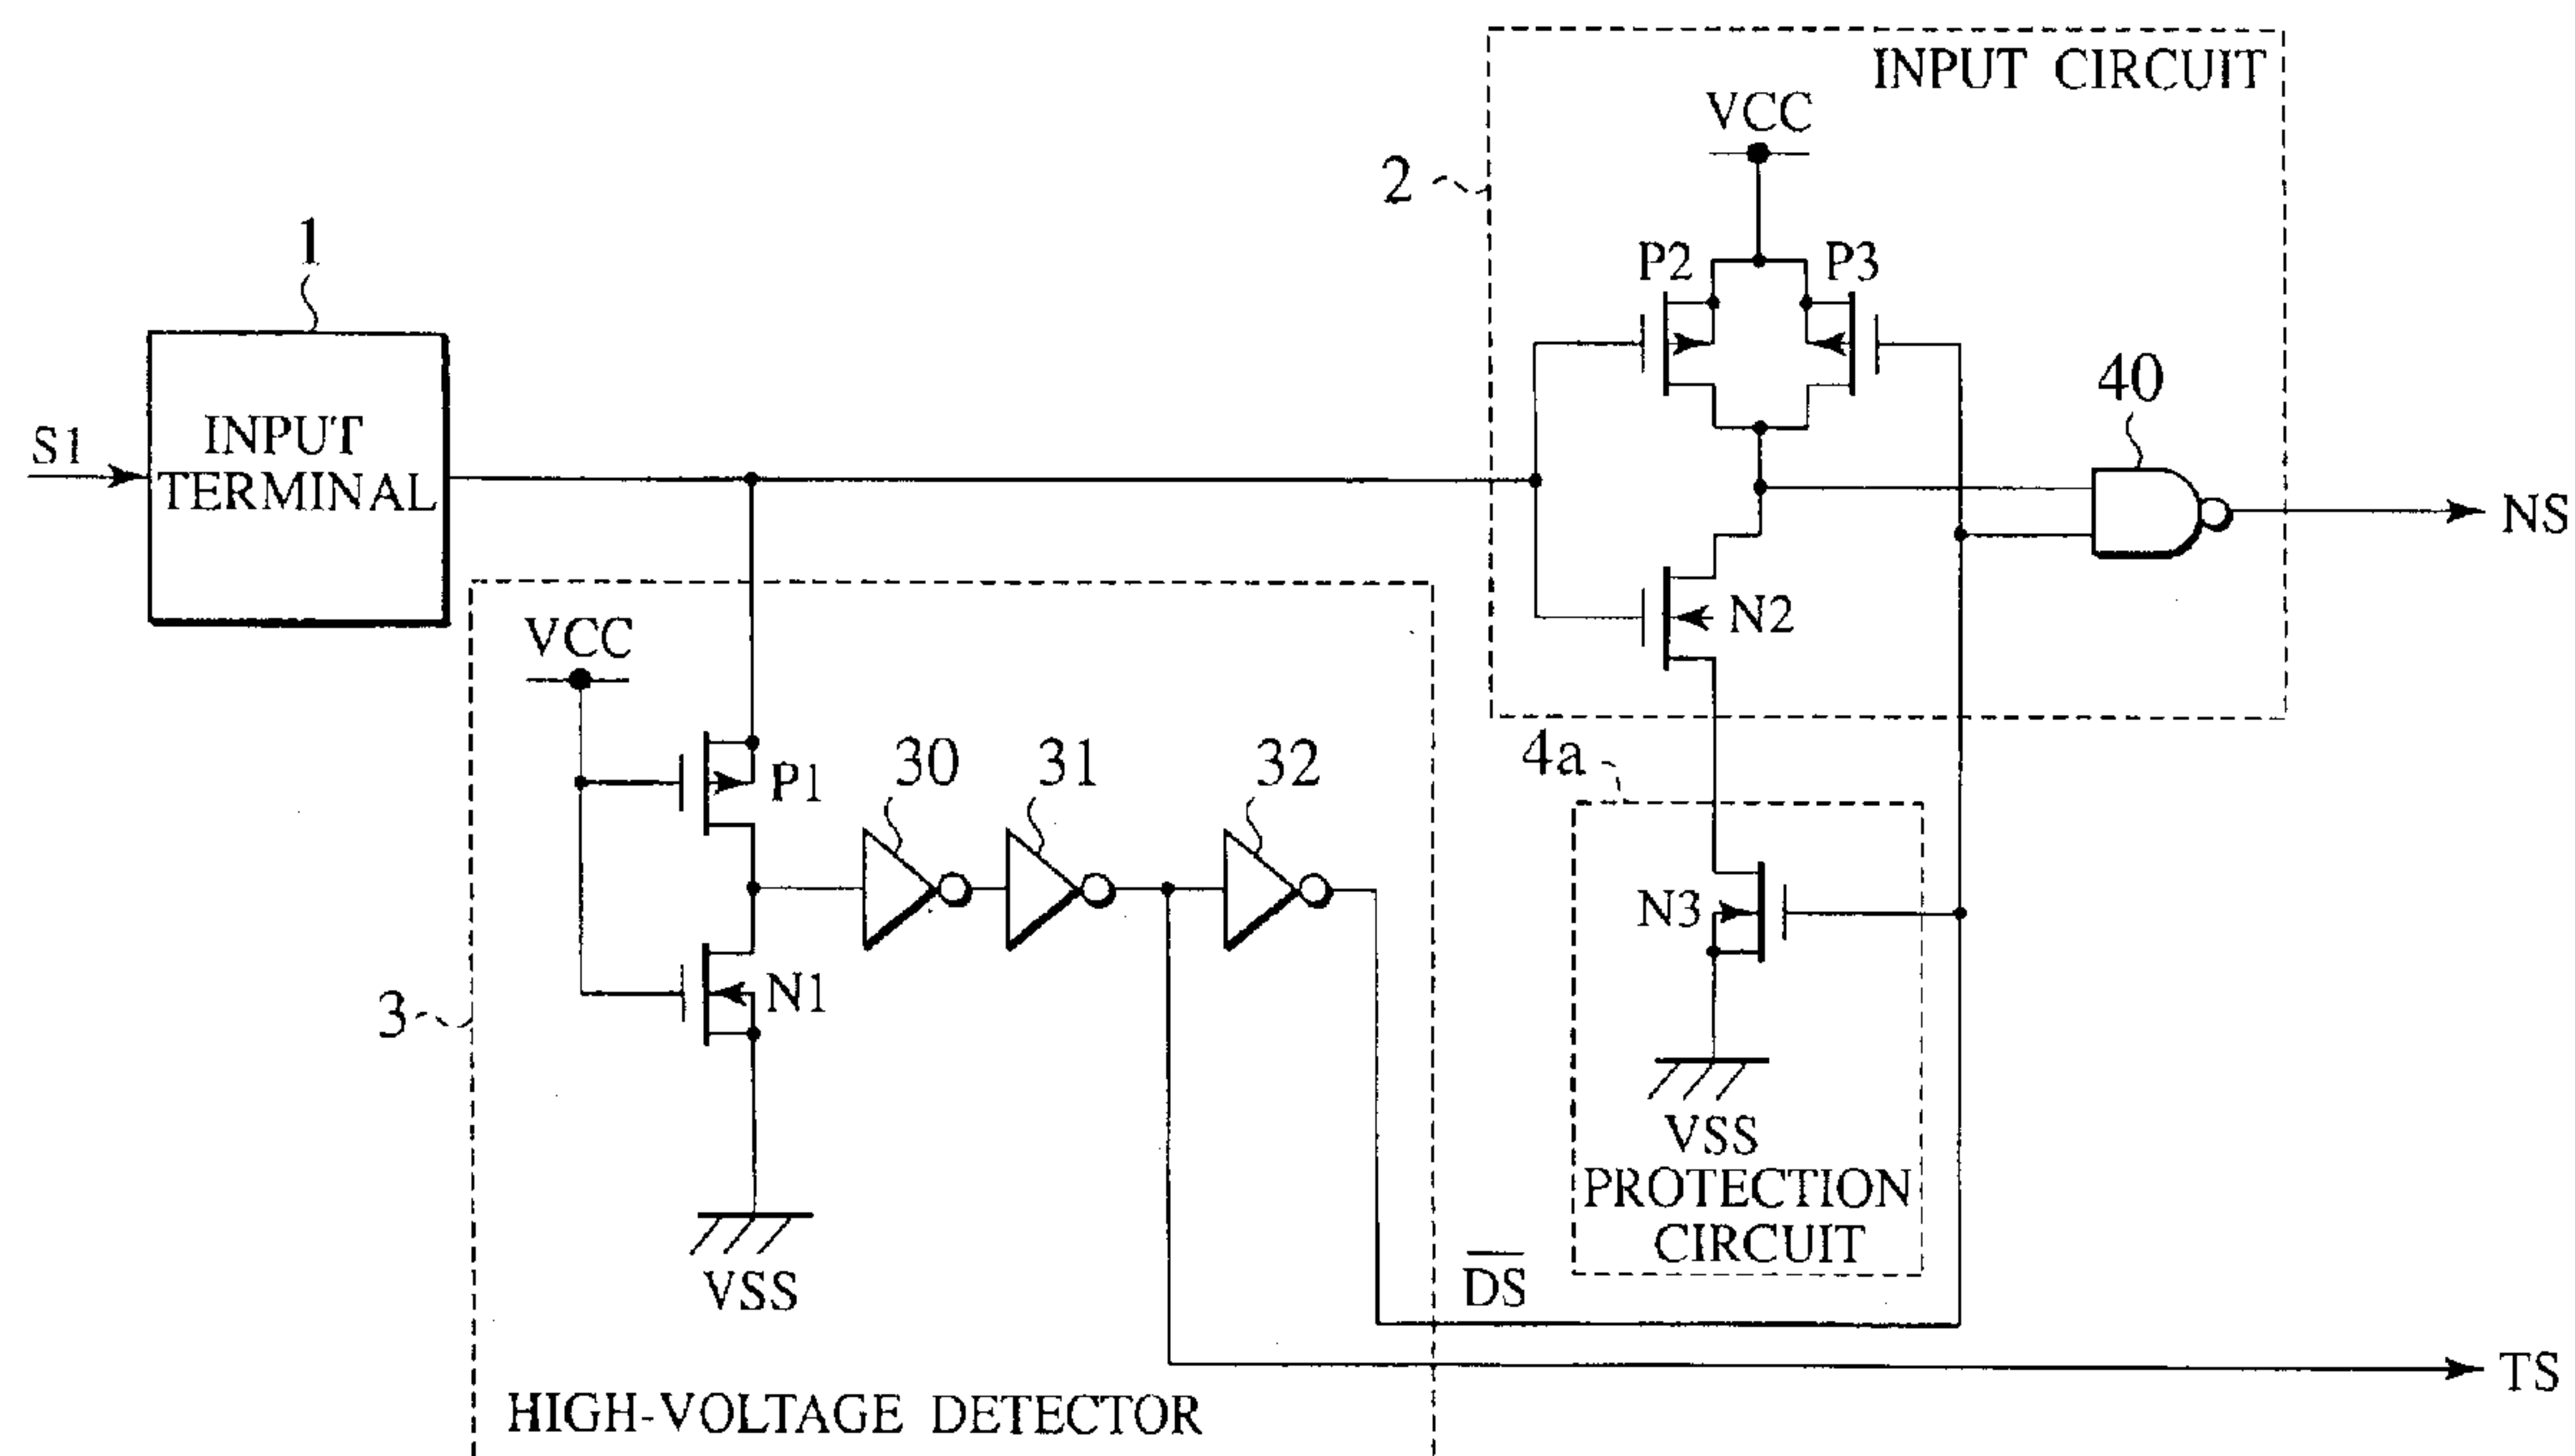 INPUT CIRCUIT
VCC
2
P2
P3
1
40
S1
INPUT
TERMINAL
NS
N2
VCC
30
31
32
4a
P1
N3
3
N1
VSS
PROTECTION
CIRCUIT
VSS
D̅S̅
TS
HIGH-VOLTAGE DETECTOR